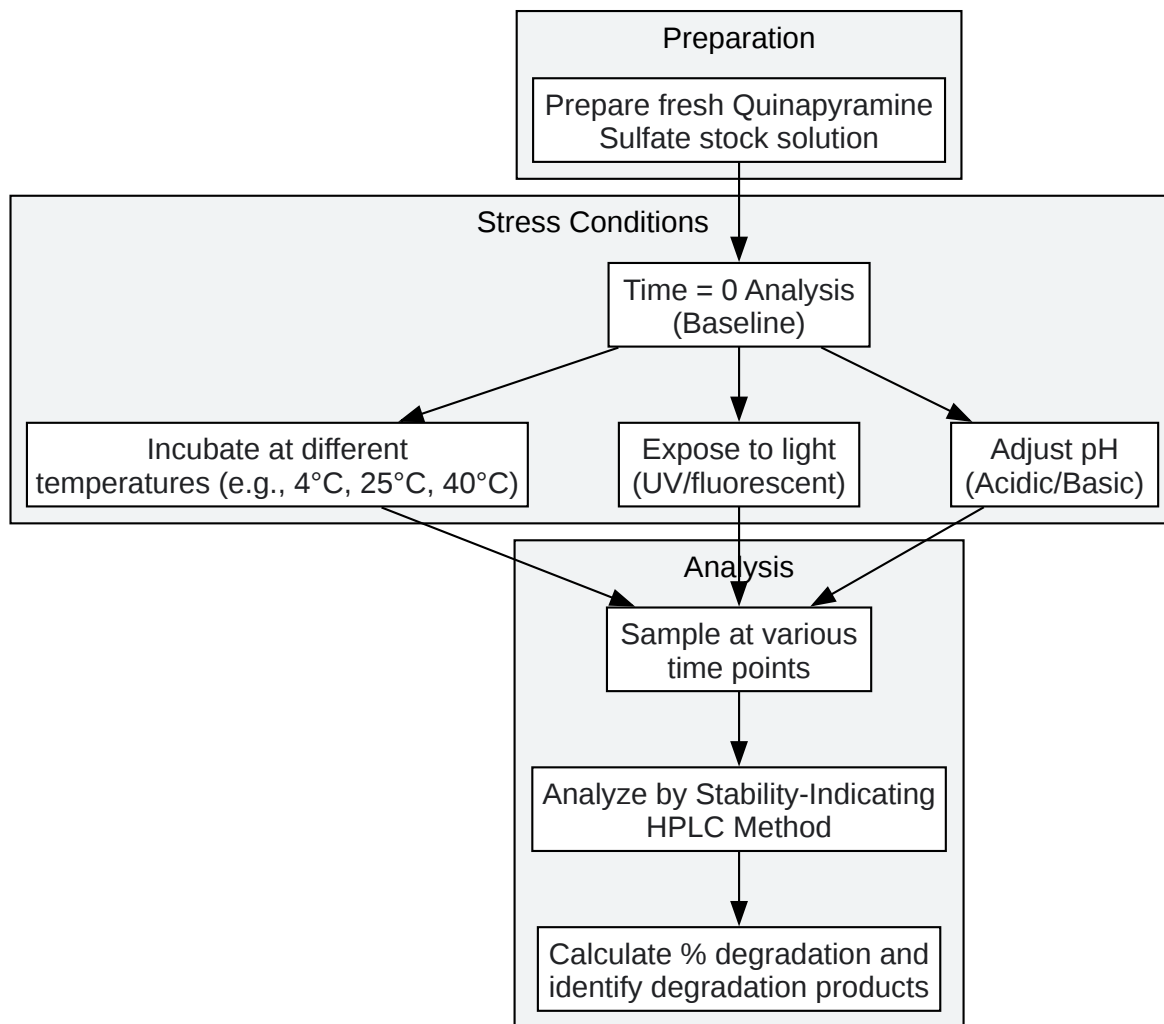 Preparation
Prepare fresh Quinapyramine
Sulfate stock solution
Stress Conditions
Time = 0 Analysis
(Baseline)
Incubate at different
temperatures (e.g., 4°C, 25°C, 40°C)
Expose to light
(UV/fluorescent)
Adjust pH
(Acidic/Basic)
Analysis
Sample at various
time points
Analyze by Stability-Indicating
HPLC Method
Calculate % degradation and
identify degradation products